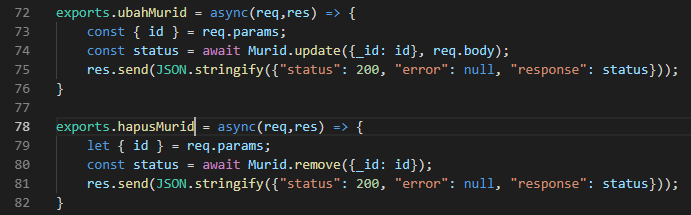 72 exports.ubahMurid = async(req,res) => {
73     const { id } = req.params;
74     const status = await Murid.update({_id: id}, req.body);
75     res.send(JSON.stringify({"status": 200, "error": null, "response": status}));
76 }
77
78 exports.hapusMurid = async(req,res) => {
79     let { id } = req.params;
80     const status = await Murid.remove({_id: id});
81     res.send(JSON.stringify({"status": 200, "error": null, "response": status}));
82 }